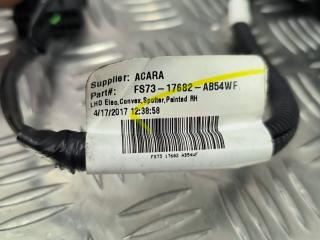 Supplier: ACARA
Part#: FS73-17682-AB54WF
LHD Elec,Convex,Spoiler,Painted RH
4/17/2017 12:38:58
FS73 17682 AB54WF